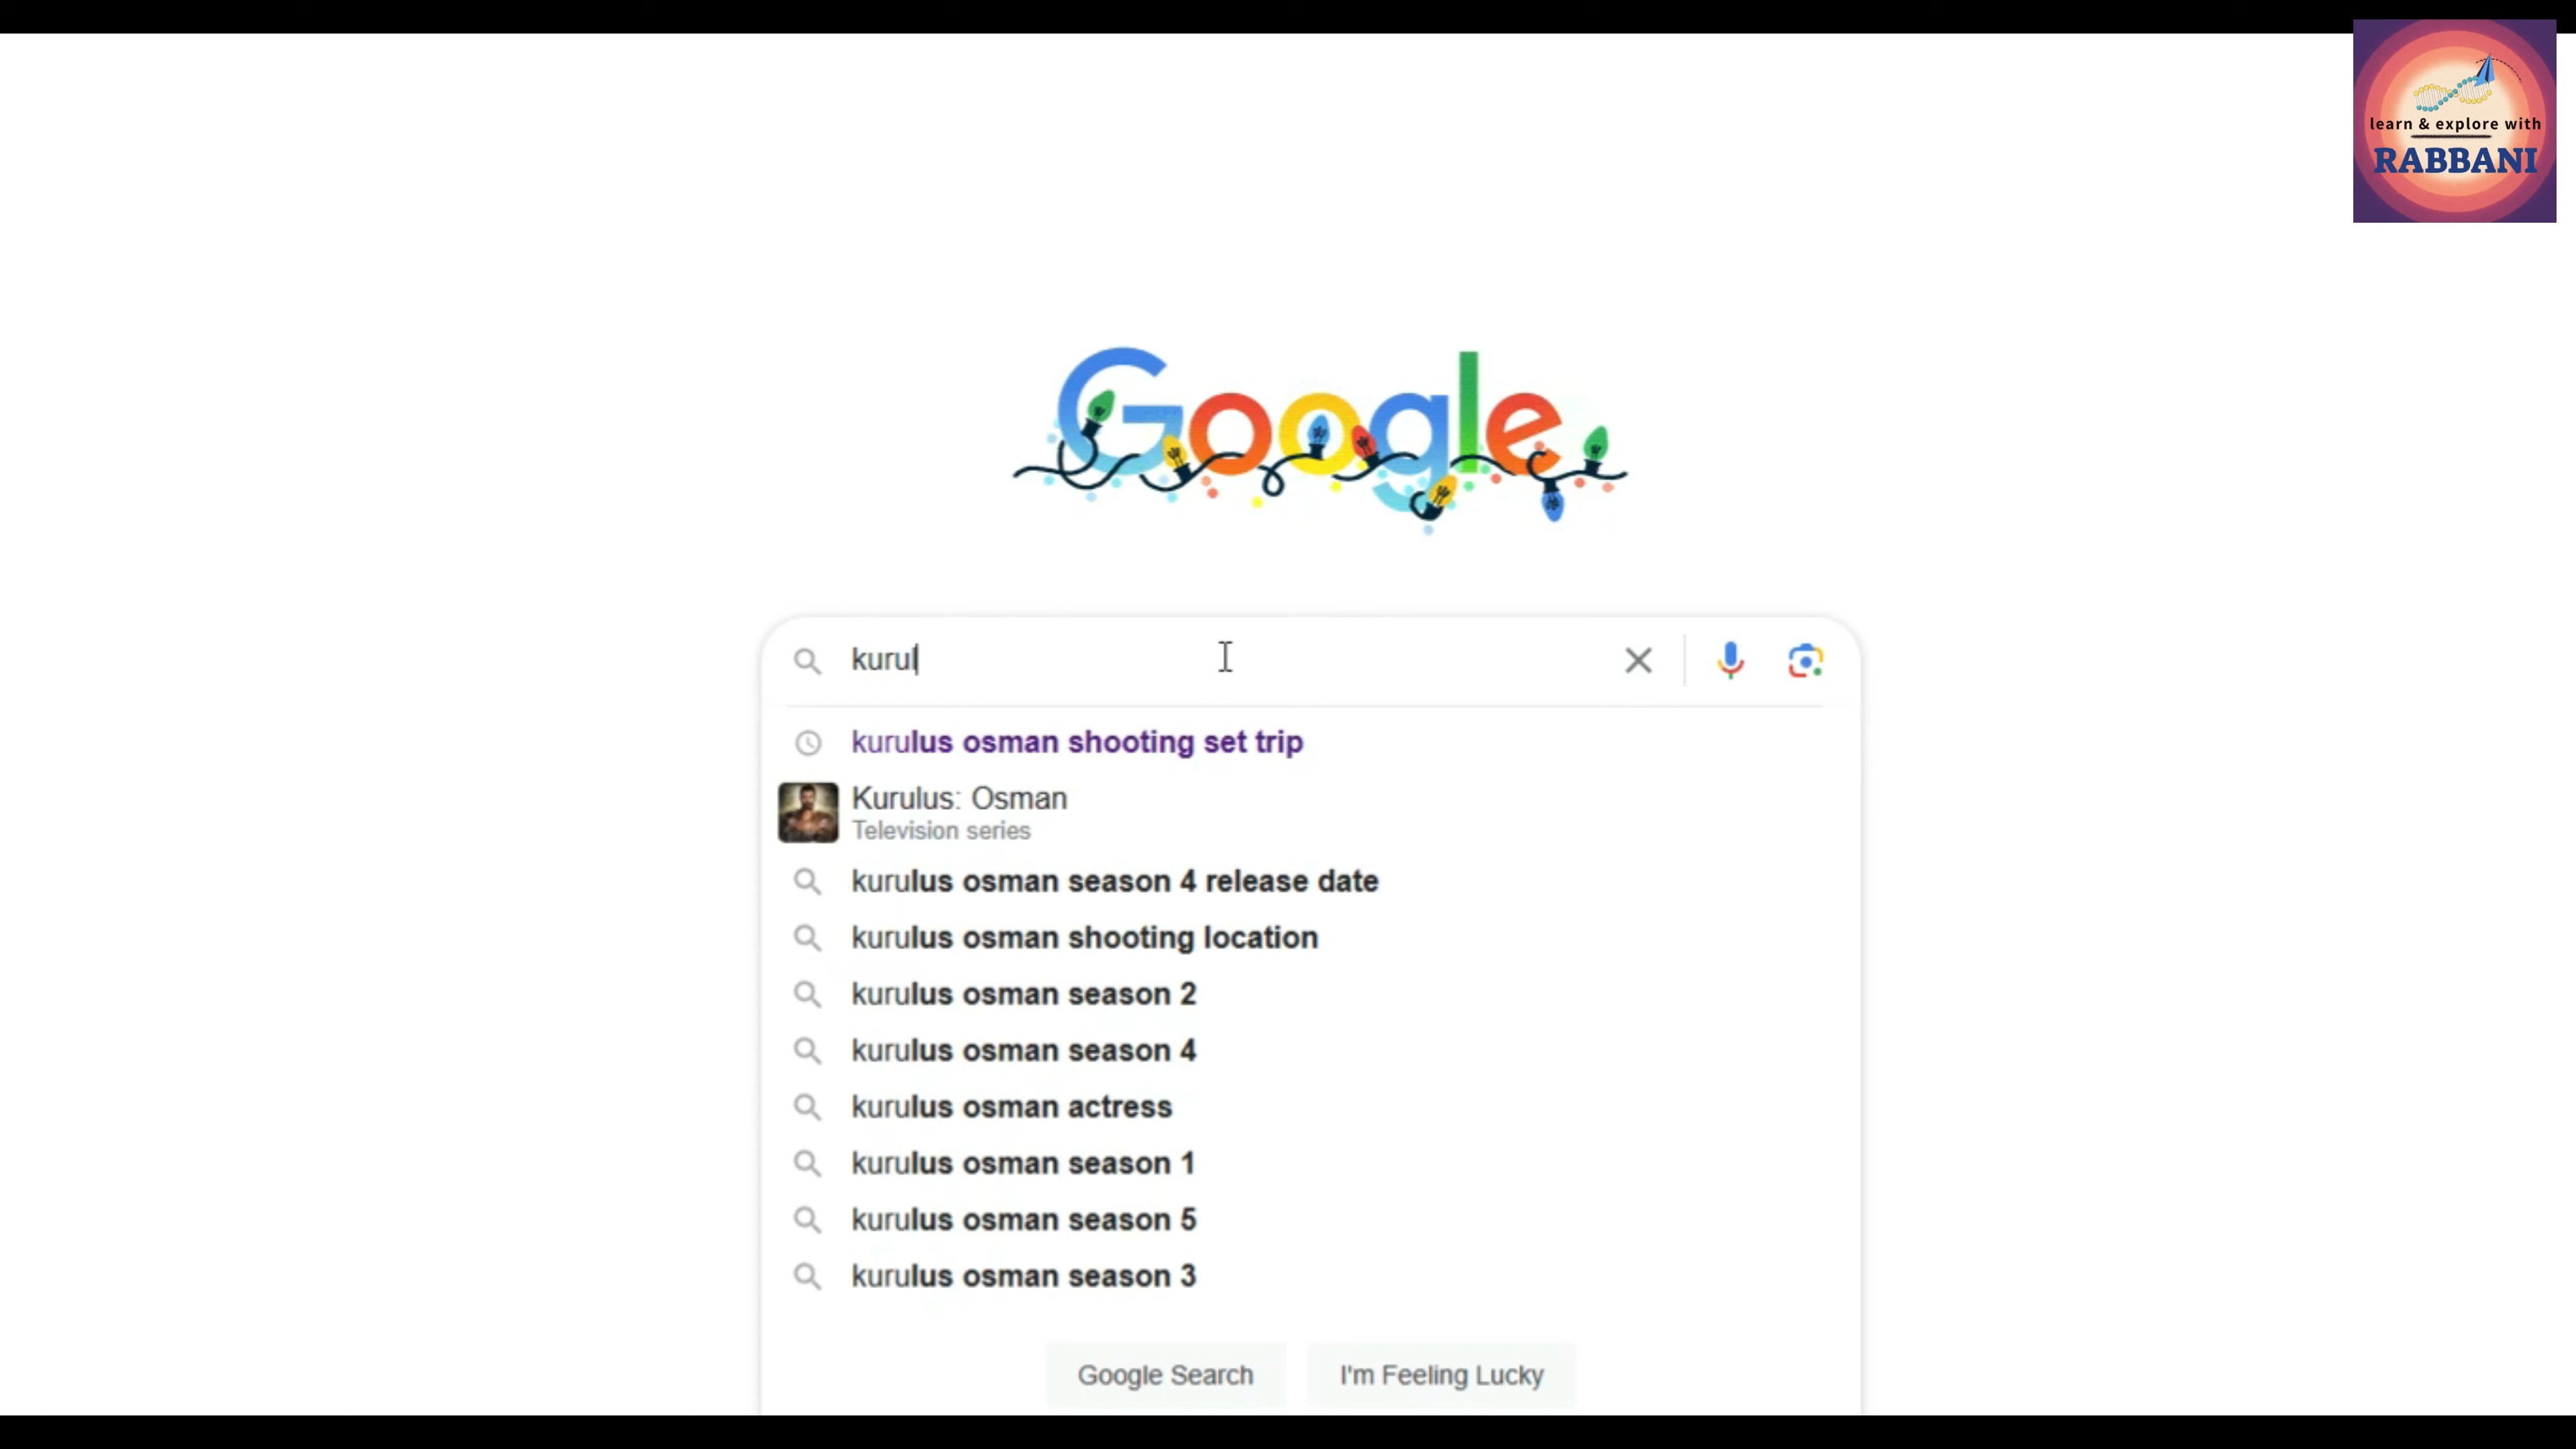 learn & explore with
RABBANI
Google
kurul
kurulus osman shooting set trip
Kurulus: Osman
Television series
kurulus osman season 4 release date
kurulus osman shooting location
kurulus osman season 2
kurulus osman season 4
kurulus osman actress
kurulus osman season 1
kurulus osman season 5
kurulus osman season 3
Google Search
I'm Feeling Lucky